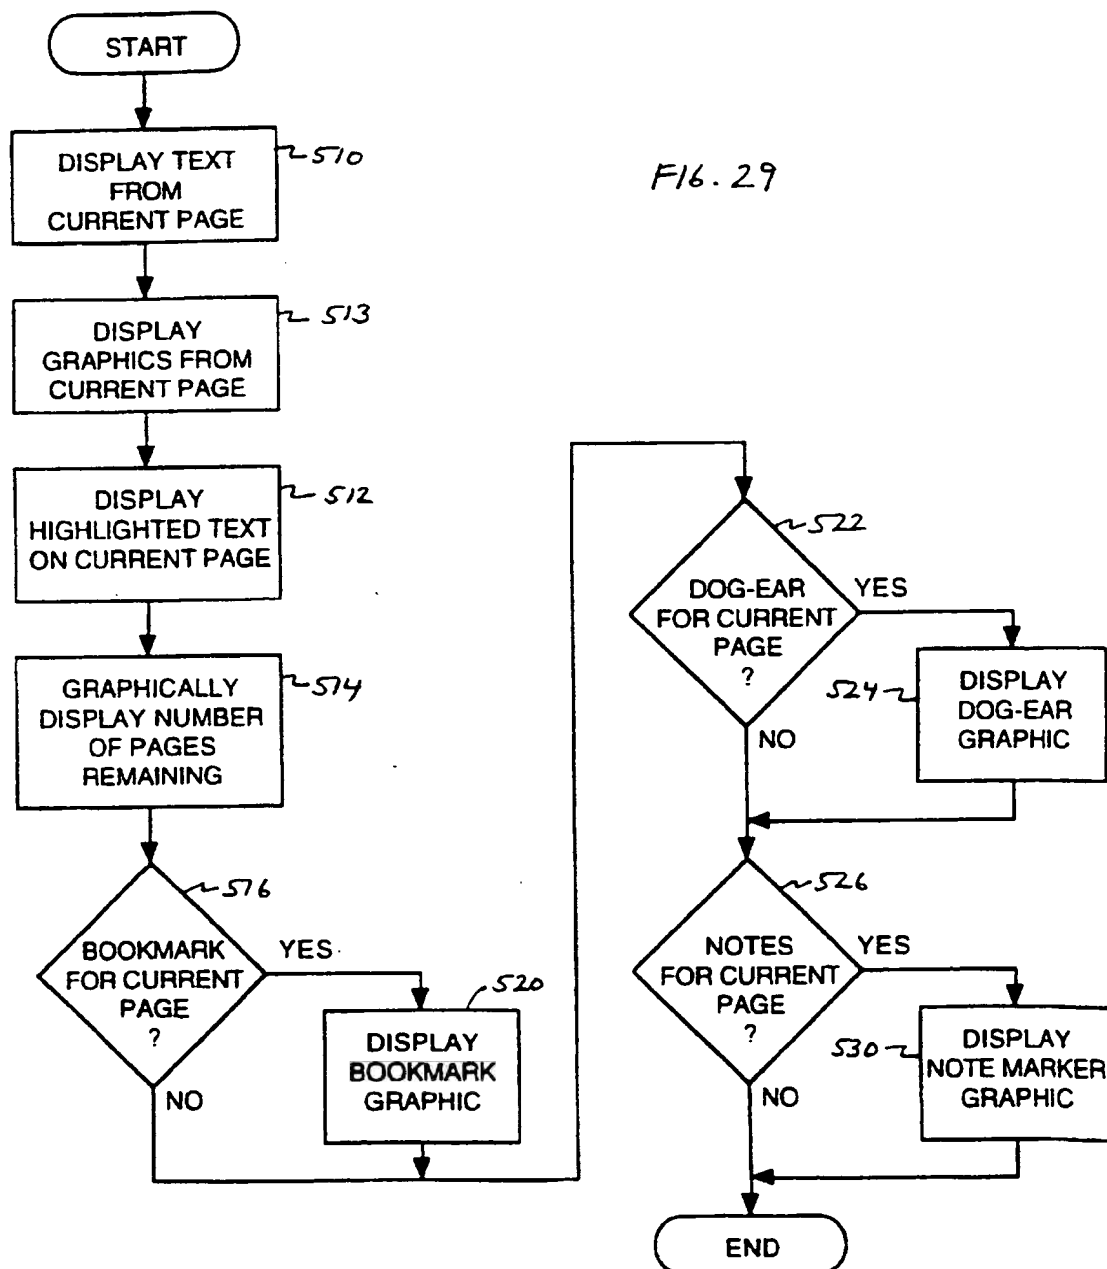 START
DISPLAY TEXT
FROM
CURRENT PAGE
510
FIG. 29
DISPLAY
GRAPHICS FROM
CURRENT PAGE
513
DISPLAY
HIGHLIGHTED TEXT
ON CURRENT PAGE
512
GRAPHICALLY
DISPLAY NUMBER
OF PAGES
REMAINING
514
BOOKMARK
FOR CURRENT
PAGE
?
516
YES
NO
DISPLAY
BOOKMARK
GRAPHIC
520
DOG-EAR
FOR CURRENT
PAGE
?
522
YES
NO
DISPLAY
DOG-EAR
GRAPHIC
524
NOTES
FOR CURRENT
PAGE
?
526
YES
NO
DISPLAY
NOTE MARKER
GRAPHIC
530
END